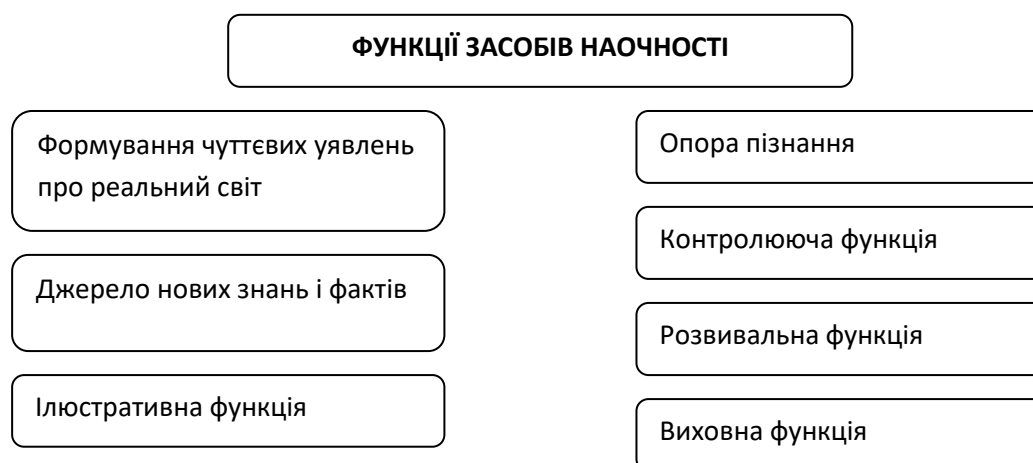 ФУНКЦІЇ ЗАСОБІВ НАОЧНОСТІ
Формування чуттєвих уявлень
про реальний світ
Джерело нових знань і фактів
Ілюстративна функція
Опора пізнання
Контролююча функція
Розвивальна функція
Виховна функція